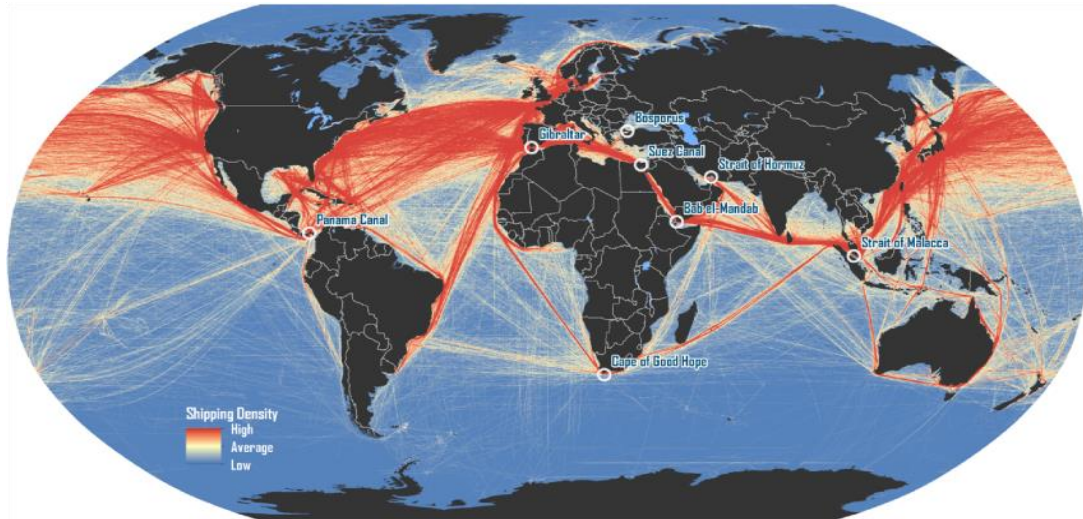 Bosporus
Gibraltar
Suez Canal
Strait of Hormuz
Bab el-Mandab
Panama Canal
Strait of Malacca
Cape of Good Hope
Shipping Density
High
Average
Low